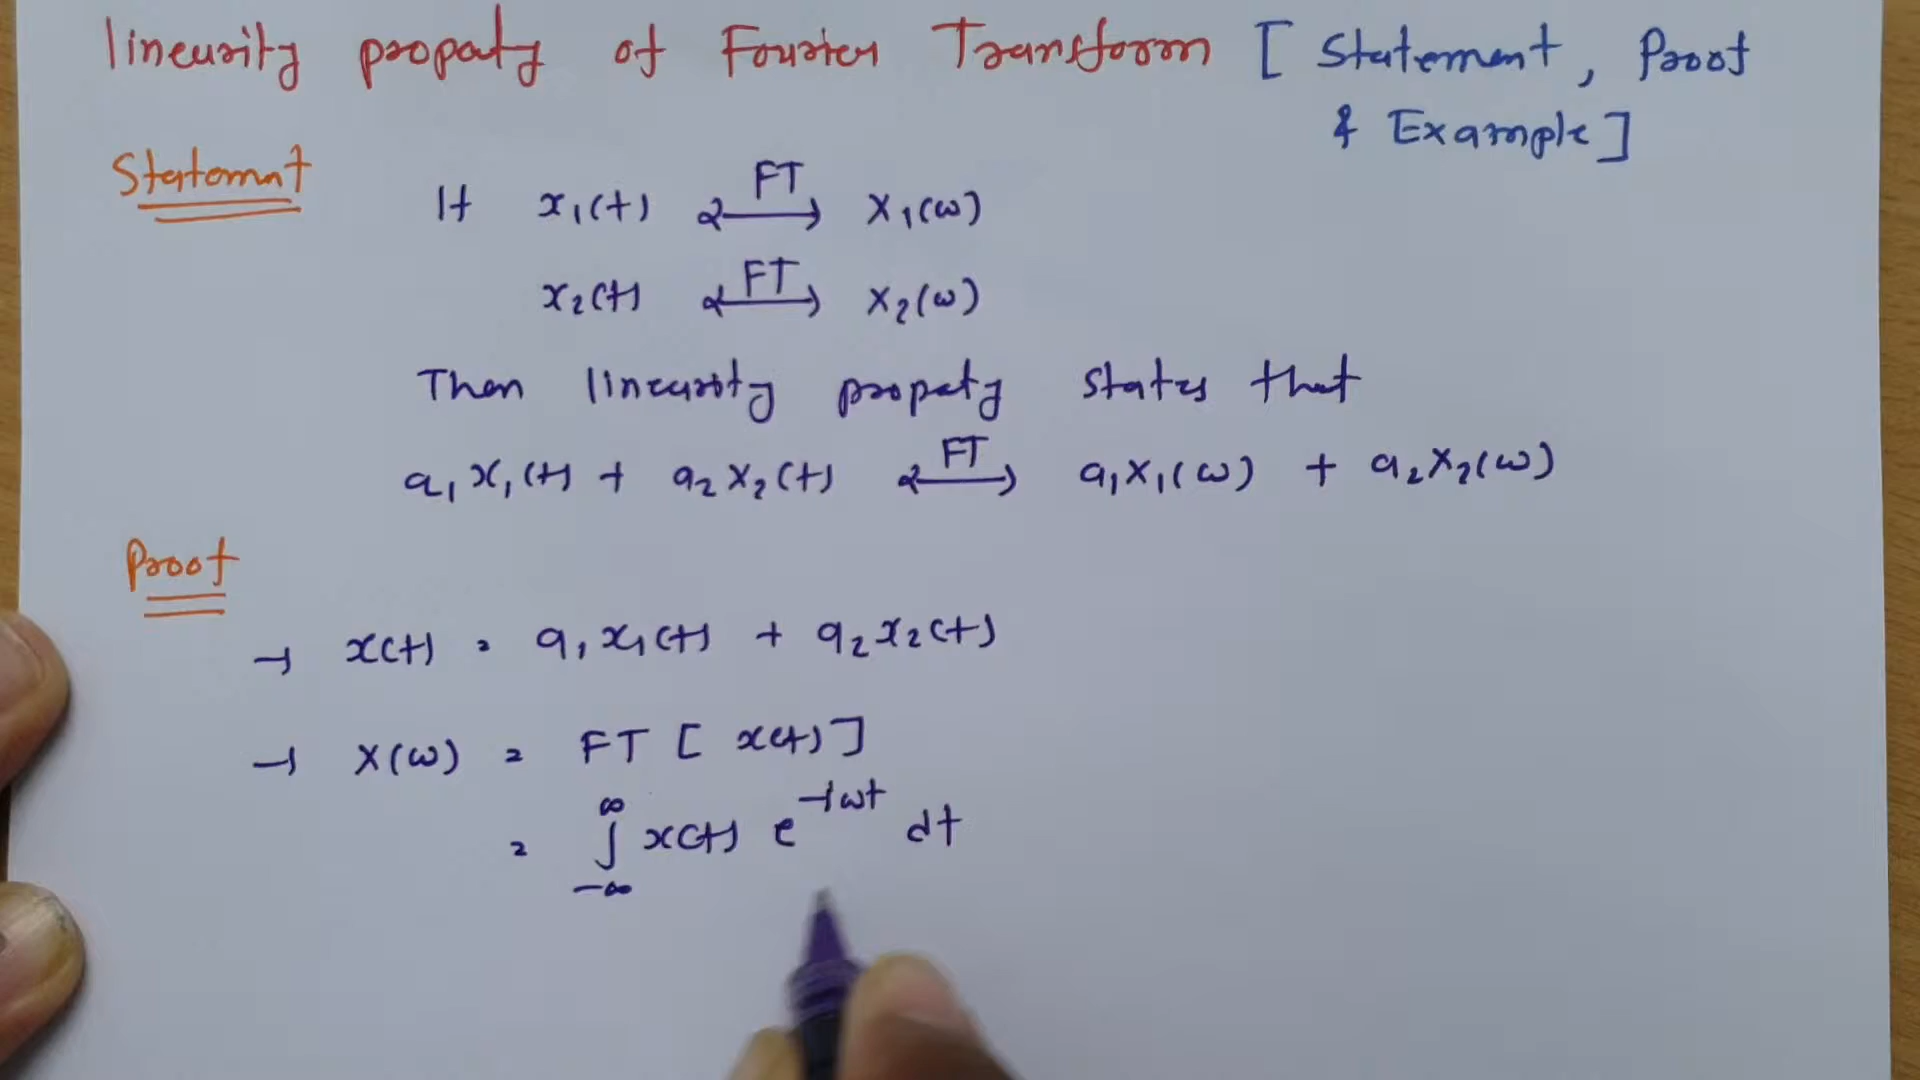 linearity property of Fourier Transform [ Statement, Proof
& Example ]
Statement
If x₁(t) ⟷ FT X₁(ω)
x₂(t) ⟷ FT X₂(ω)
Then linearity property states that
a₁x₁(t) + a₂x₂(t) ⟷ FT a₁X₁(ω) + a₂X₂(ω)
Proof
→ x(t) = a₁x₁(t) + a₂x₂(t)
→ X(ω) = FT [ x(t) ]
= ∫_{-∞}^{∞} x(t) e^{-jωt} dt